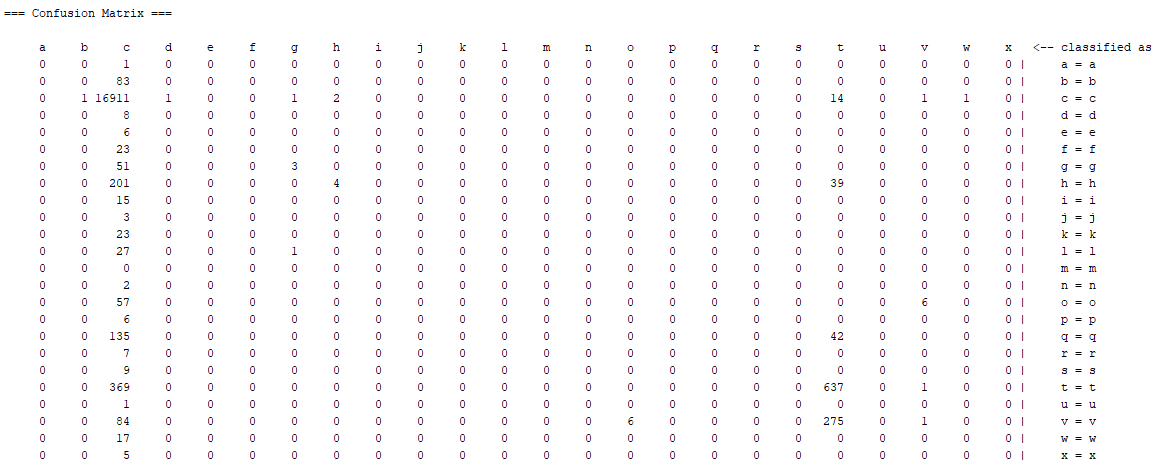 === Confusion Matrix ===
a b c d e f g h i j k l m n o p q r s t u v w x <-- classified as
0 0 1 0 0 0 0 0 0 0 0 0 0 0 0 0 0 0 0 0 0 0 0 0 | a = a
0 0 83 0 0 0 0 0 0 0 0 0 0 0 0 0 0 0 0 0 0 0 0 0 | b = b
0 1 16911 1 0 0 1 2 0 0 0 0 0 0 0 0 0 0 0 14 0 1 1 0 | c = c
0 0 8 0 0 0 0 0 0 0 0 0 0 0 0 0 0 0 0 0 0 0 0 0 | d = d
0 0 6 0 0 0 0 0 0 0 0 0 0 0 0 0 0 0 0 0 0 0 0 0 | e = e
0 0 23 0 0 0 0 0 0 0 0 0 0 0 0 0 0 0 0 0 0 0 0 0 | f = f
0 0 51 0 0 0 3 0 0 0 0 0 0 0 0 0 0 0 0 0 0 0 0 0 | g = g
0 0 201 0 0 0 0 4 0 0 0 0 0 0 0 0 0 0 0 39 0 0 0 0 | h = h
0 0 15 0 0 0 0 0 0 0 0 0 0 0 0 0 0 0 0 0 0 0 0 0 | i = i
0 0 3 0 0 0 0 0 0 0 0 0 0 0 0 0 0 0 0 0 0 0 0 0 | j = j
0 0 23 0 0 0 0 0 0 0 0 0 0 0 0 0 0 0 0 0 0 0 0 0 | k = k
0 0 27 0 0 0 1 0 0 0 0 0 0 0 0 0 0 0 0 0 0 0 0 0 | l = l
0 0 0 0 0 0 0 0 0 0 0 0 0 0 0 0 0 0 0 0 0 0 0 0 | m = m
0 0 2 0 0 0 0 0 0 0 0 0 0 0 0 0 0 0 0 0 0 0 0 0 | n = n
0 0 57 0 0 0 0 0 0 0 0 0 0 0 0 0 0 0 0 0 0 6 0 0 | o = o
0 0 6 0 0 0 0 0 0 0 0 0 0 0 0 0 0 0 0 0 0 0 0 0 | p = p
0 0 135 0 0 0 0 0 0 0 0 0 0 0 0 0 0 0 0 42 0 0 0 0 | q = q
0 0 7 0 0 0 0 0 0 0 0 0 0 0 0 0 0 0 0 0 0 0 0 0 | r = r
0 0 9 0 0 0 0 0 0 0 0 0 0 0 0 0 0 0 0 0 0 0 0 0 | s = s
0 0 369 0 0 0 0 0 0 0 0 0 0 0 0 0 0 0 0 637 0 1 0 0 | t = t
0 0 1 0 0 0 0 0 0 0 0 0 0 0 0 0 0 0 0 0 0 0 0 0 | u = u
0 0 84 0 0 0 0 0 0 0 0 0 0 0 6 0 0 0 0 275 0 1 0 0 | v = v
0 0 17 0 0 0 0 0 0 0 0 0 0 0 0 0 0 0 0 0 0 0 0 0 | w = w
0 0 5 0 0 0 0 0 0 0 0 0 0 0 0 0 0 0 0 0 0 0 0 0 | x = x